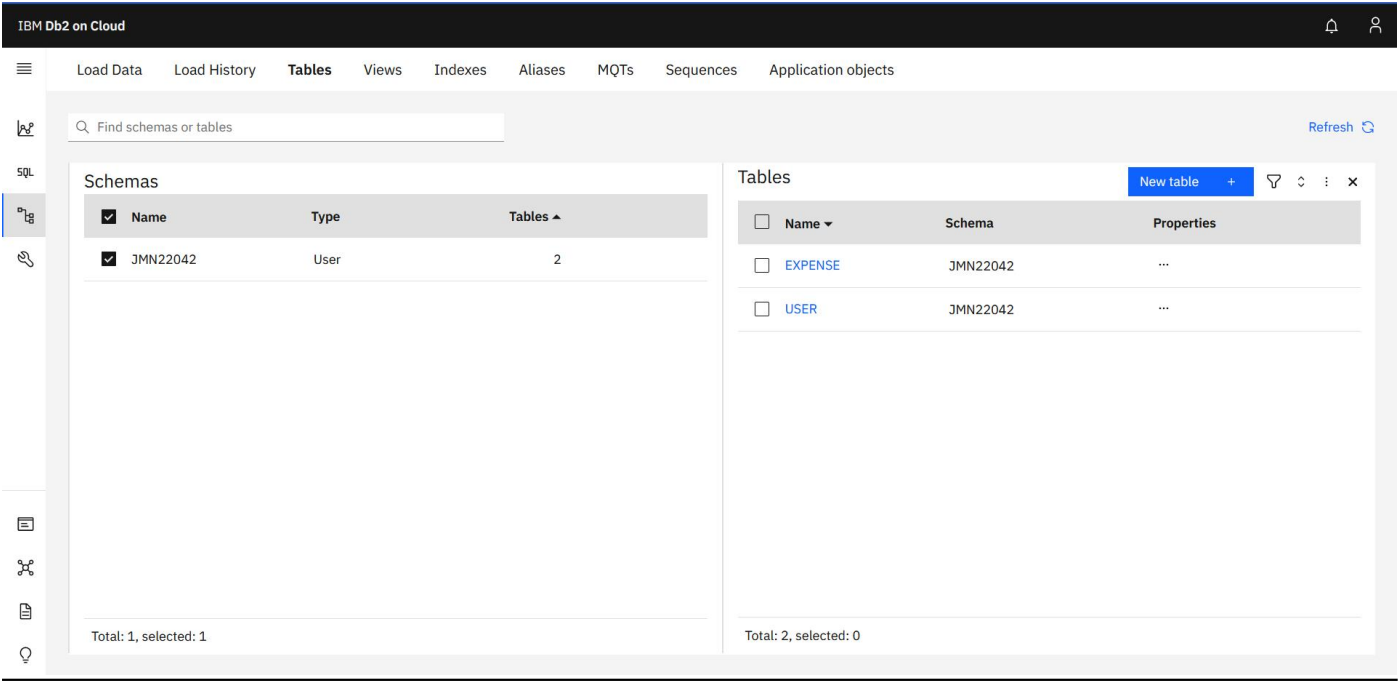 IBM Db2 on Cloud
Load Data Load History Tables Views Indexes Aliases MQTs Sequences Application objects
Find schemas or tables
Refresh
SQL
Schemas
Name Type Tables
JMN22042 User 2
Total: 1, selected: 1
Tables
New table +
Name Schema Properties
EXPENSE JMN22042 ...
USER JMN22042 ...
Total: 2, selected: 0